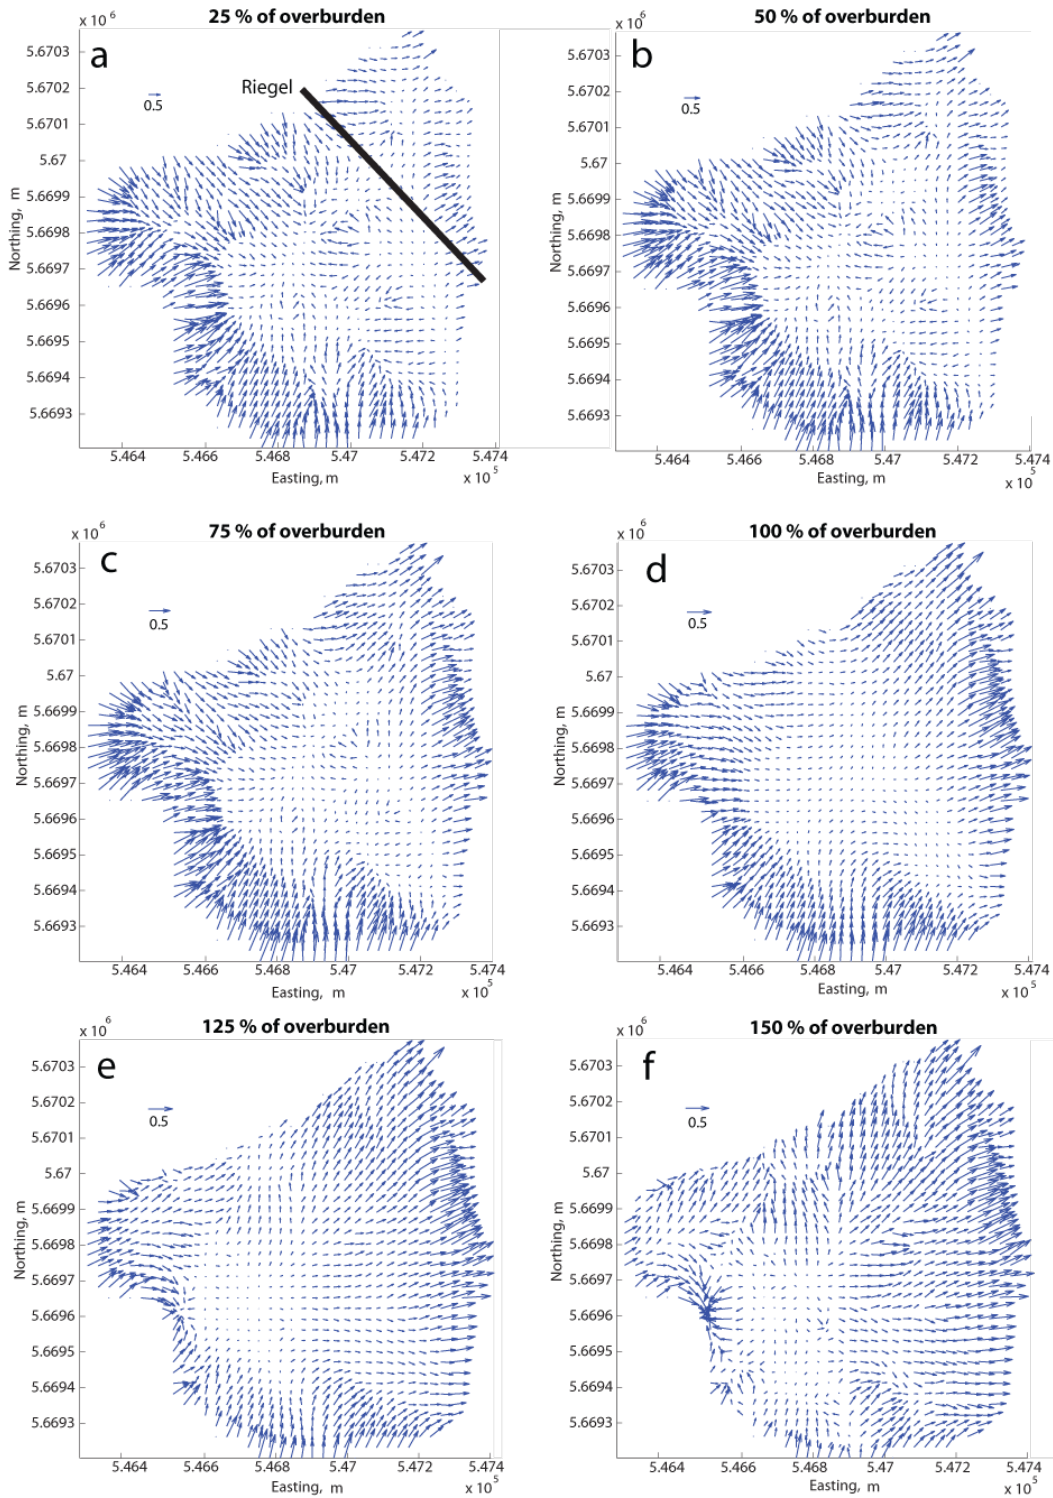 25 % of overburden
50 % of overburden
x 10 6
x 10 6
a
b
Riegel
0.5
0.5
5.6703
5.6702
5.6701
5.67
5.6699
5.6698
5.6697
5.6696
5.6695
5.6694
5.6693
Northing, m
5.6703
5.6702
5.6701
5.67
5.6699
5.6698
5.6697
5.6696
5.6695
5.6694
5.6693
Northing, m
5.464 5.466 5.468 5.47 5.472 5.474
Easting, m
x 10 5
5.464 5.466 5.468 5.47 5.472 5.474
Easting, m
x 10 5
75 % of overburden
100 % of overburden
x 10 6
x 10 6
c
d
0.5
0.5
5.6703
5.6702
5.6701
5.67
5.6699
5.6698
5.6697
5.6696
5.6695
5.6694
5.6693
Northing, m
5.6703
5.6702
5.6701
5.67
5.6699
5.6698
5.6697
5.6696
5.6695
5.6694
5.6693
Northing, m
5.464 5.466 5.468 5.47 5.472 5.474
Easting, m
x 10 5
5.464 5.466 5.468 5.47 5.472 5.474
Easting, m
x 10 5
125 % of overburden
150 % of overburden
x 10 6
x 10 6
e
f
0.5
0.5
5.6703
5.6702
5.6701
5.67
5.6699
5.6698
5.6697
5.6696
5.6695
5.6694
5.6693
Northing, m
5.6703
5.6702
5.6701
5.67
5.6699
5.6698
5.6697
5.6696
5.6695
5.6694
5.6693
Northing, m
5.464 5.466 5.468 5.47 5.472 5.474
Easting, m
x 10 5
5.464 5.466 5.468 5.47 5.472 5.474
Easting, m
x 10 5